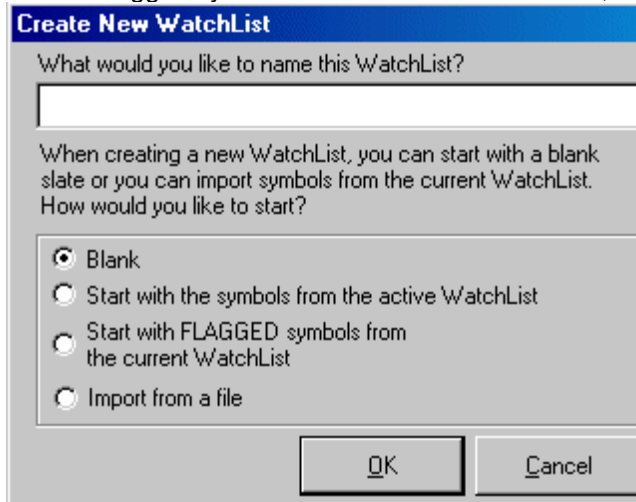 Create New WatchList
What would you like to name this WatchList?
When creating a new WatchList, you can start with a blank
slate or you can import symbols from the current WatchList.
How would you like to start?
Blank
Start with the symbols from the active WatchList
Start with FLAGGED symbols from
the current WatchList
Import from a file
OK Cancel